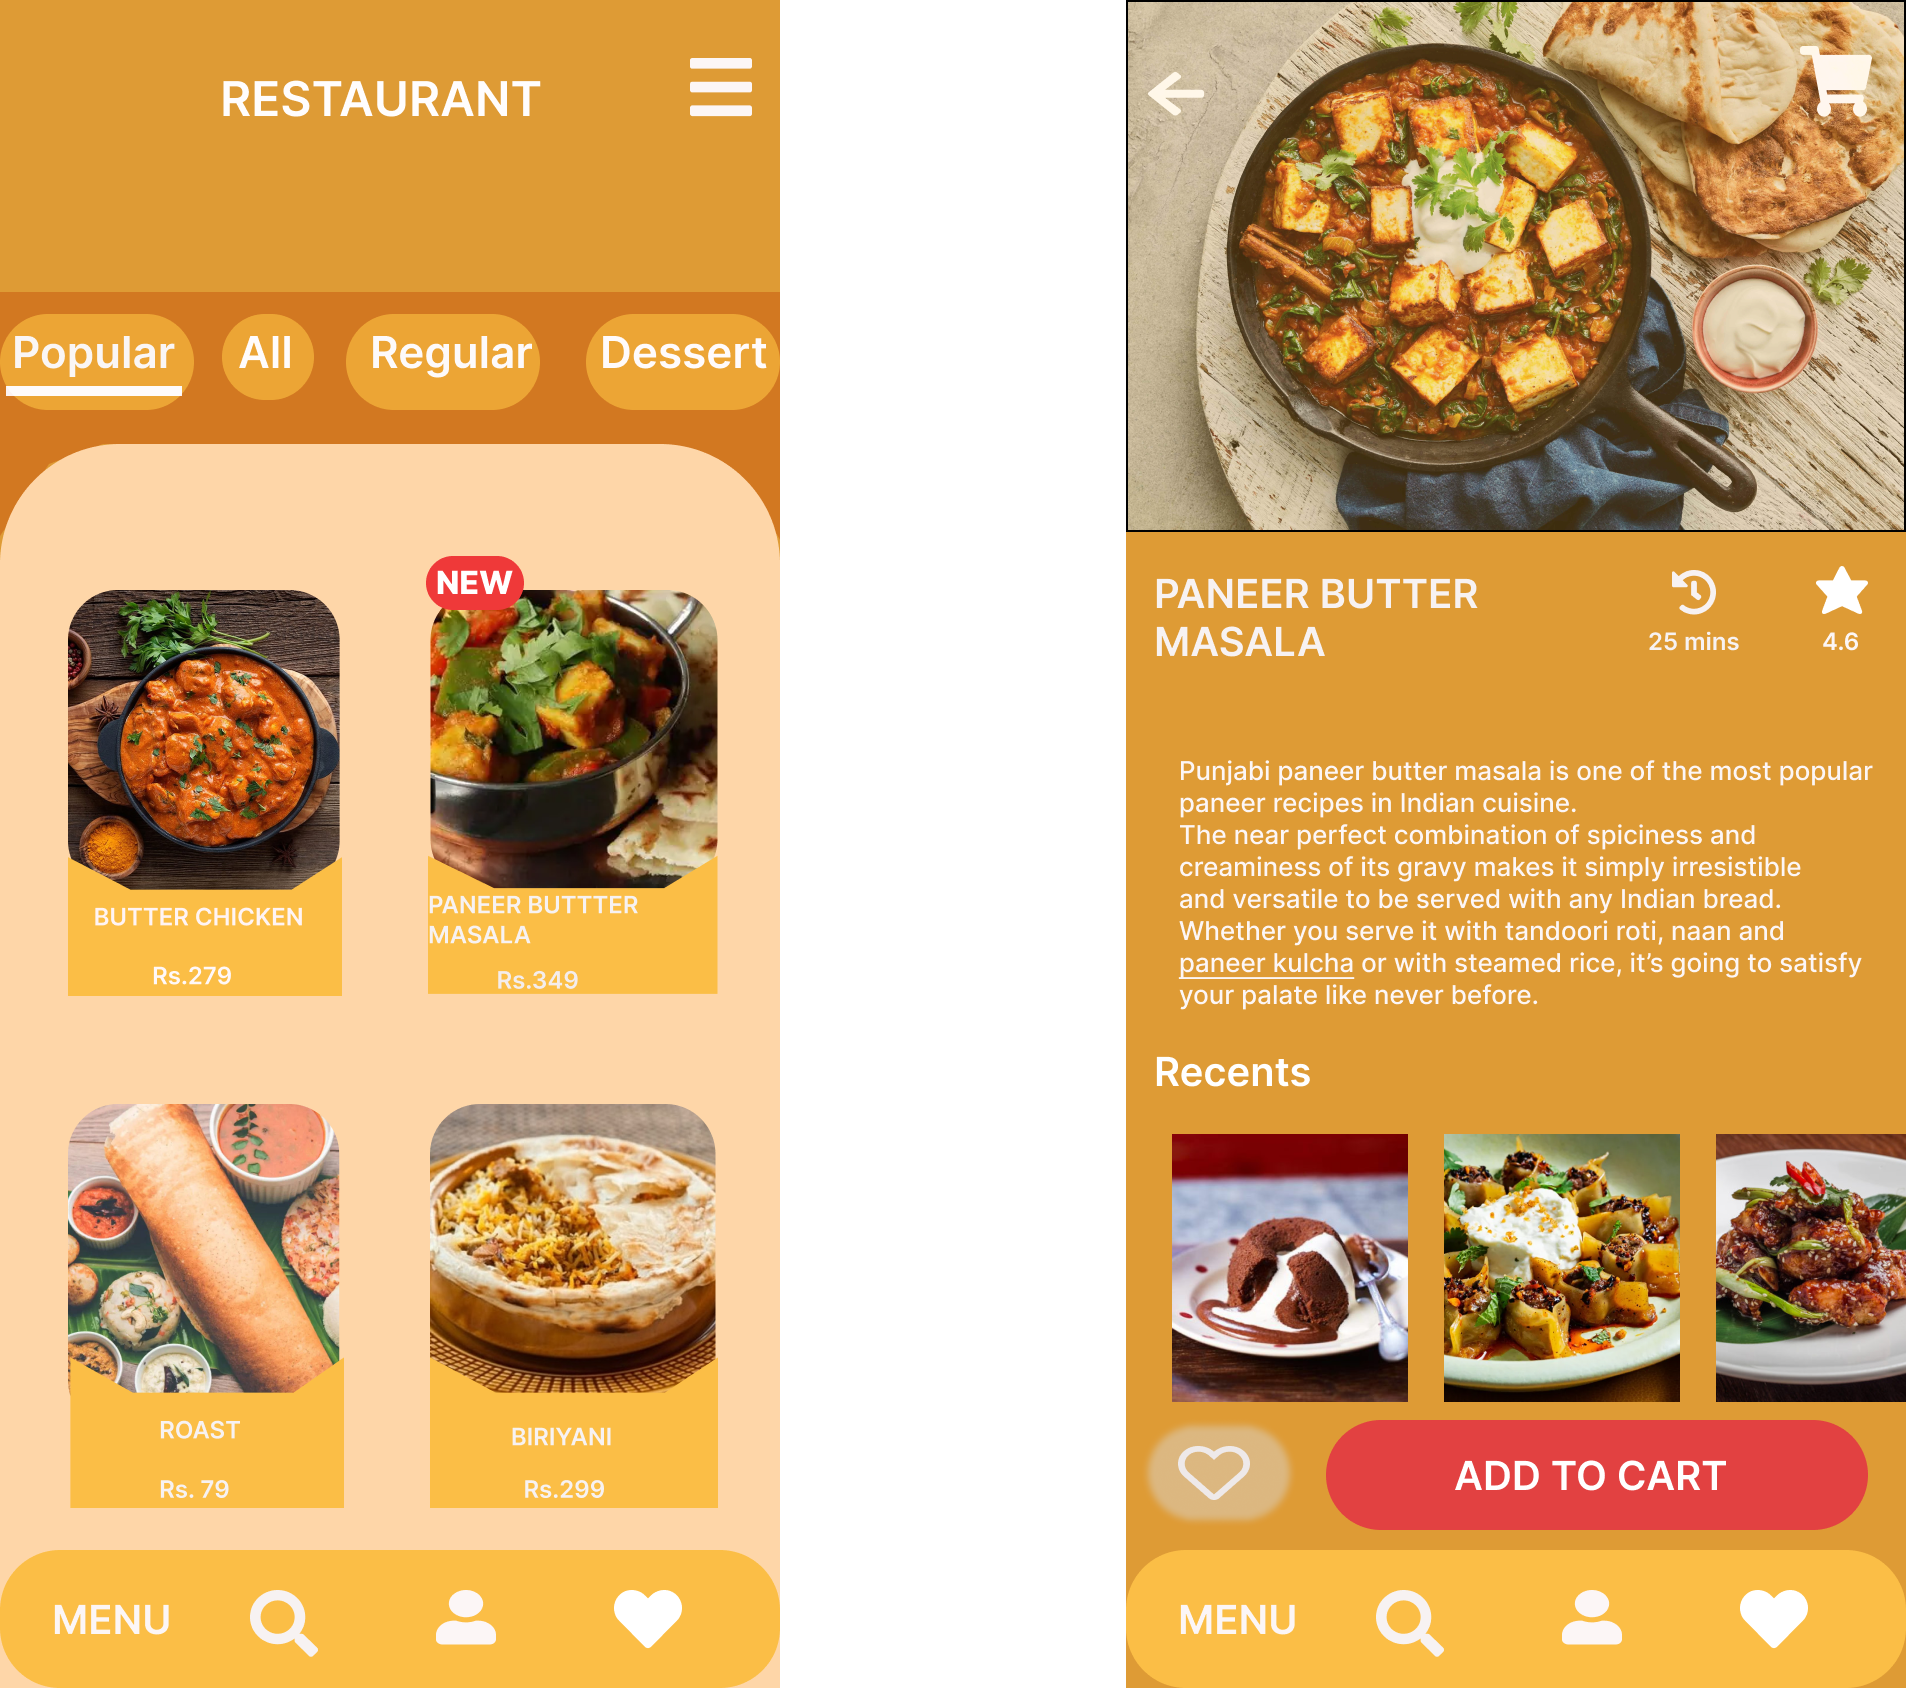 RESTAURANT
Popular All Regular Dessert
NEW
BUTTER CHICKEN
Rs.279
PANEER BUTTTER
MASALA
Rs.349
ROAST
Rs. 79
BIRIYANI
Rs.299
MENU
PANEER BUTTER
MASALA
25 mins
4.6
Punjabi paneer butter masala is one of the most popular
paneer recipes in Indian cuisine.
The near perfect combination of spiciness and
creaminess of its gravy makes it simply irresistible
and versatile to be served with any Indian bread.
Whether you serve it with tandoori roti, naan and
paneer kulcha or with steamed rice, it’s going to satisfy
your palate like never before.
Recents
ADD TO CART
MENU